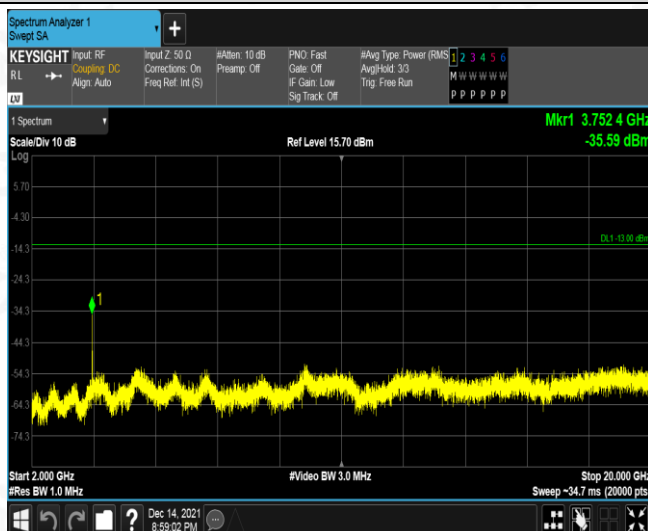 Spectrum Analyzer 1
Swept SA
KEYSIGHT Input: RF Input Z: 50 Ω #Atten: 10 dB PNO: Fast #Avg Type: Power (RMS 1 2 3 4 5 6
RL Coupling: DC Corrections: On Preamp: Off Gate: Off Avg|Hold: 3/3 M W W W W W
Align: Auto Freq Ref: Int (S) IF Gain: Low Trig: Free Run
Sig Track: Off P P P P P P
LXI
1 Spectrum Mkr1 3.752 4 GHz
Scale/Div 10 dB Ref Level 15.70 dBm -35.59 dBm
Log
5.70
-4.30
DL1 -13.00 dBm
-14.3
-24.3
1
-34.3
-44.3
-54.3
-64.3
-74.3
Start 2.000 GHz #Video BW 3.0 MHz Stop 20.000 GHz
#Res BW 1.0 MHz Sweep ~34.7 ms (20000 pts
? Dec 14, 2021
8:59:02 PM